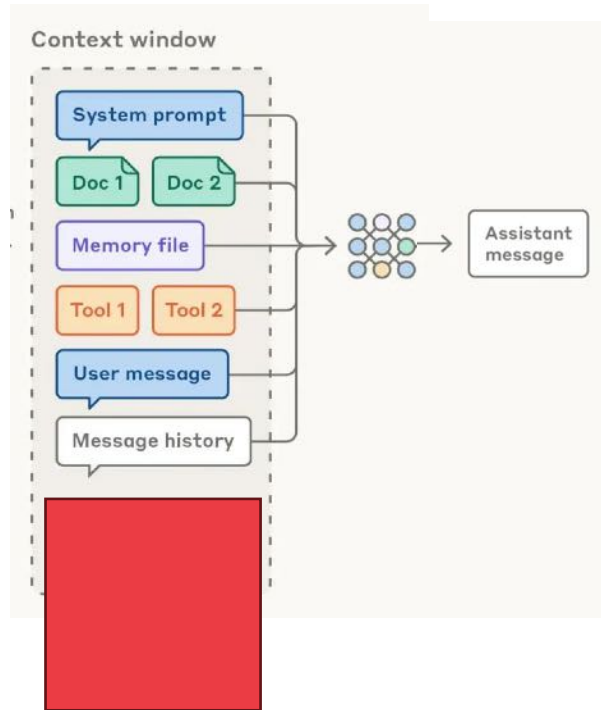 Context window
System prompt
Doc 1 Doc 2
Memory file
Tool 1 Tool 2
User message
Message history
Assistant
message